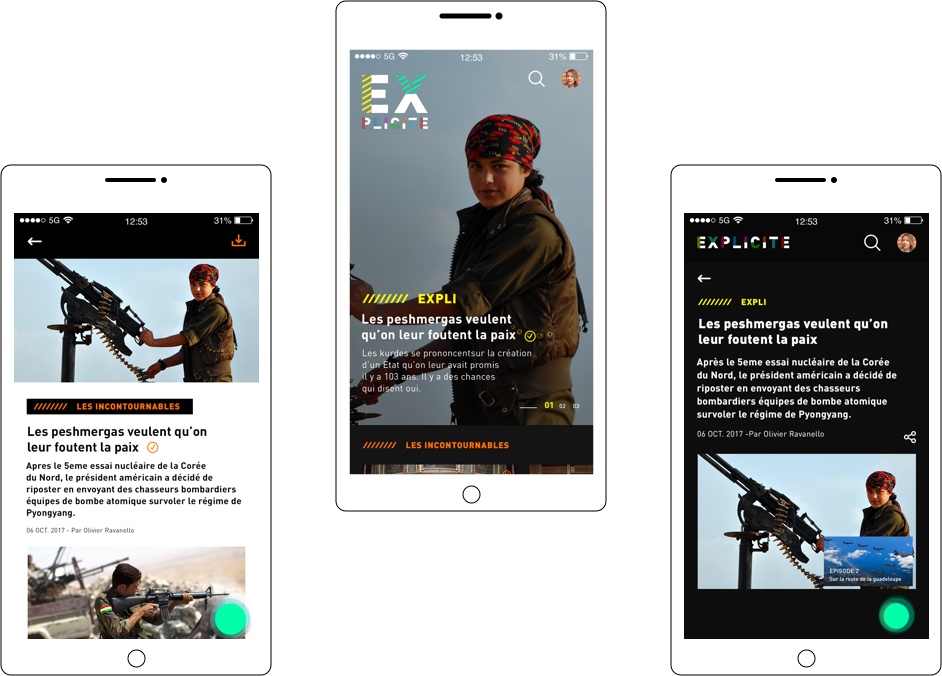 5G
12:53
31%
LES INCONTOURNABLES
Les peshmergas veulent qu'on
leur foutent la paix
Apres le 5eme essai nucléaire de la Corée
du Nord, le président américain a décidé de
riposter en envoyant des chasseurs bombardiers
équipes de bombe atomique survoler le régime de
Pyongyang.
06 OCT. 2017 - Par Olivier Ravanello
5G
12:53
31%
EX
PLICITE
EXPLI
Les peshmergas veulent
qu'on leur foutent la paix
Les kurdes se prononcentsur la création
d'un Etat qu'on leur avait promis
il y a 103 ans. Il y a des chances
qui disent oui.
01 02 03
LES INCONTOURNABLES
5G
12:53
31%
EXPLICITE
EXPLI
Les peshmergas veulent qu'on
leur foutent la paix
Après le 5eme essai nucléaire de la Corée
du Nord, le président américain a décidé de
riposter en envoyant des chasseurs
bombardiers équipes de bombe atomique
survoler le régime de Pyongyang.
06 OCT. 2017 -Par Olivier Ravanello
EPISODE 2
Sur la route de la guadeloupe